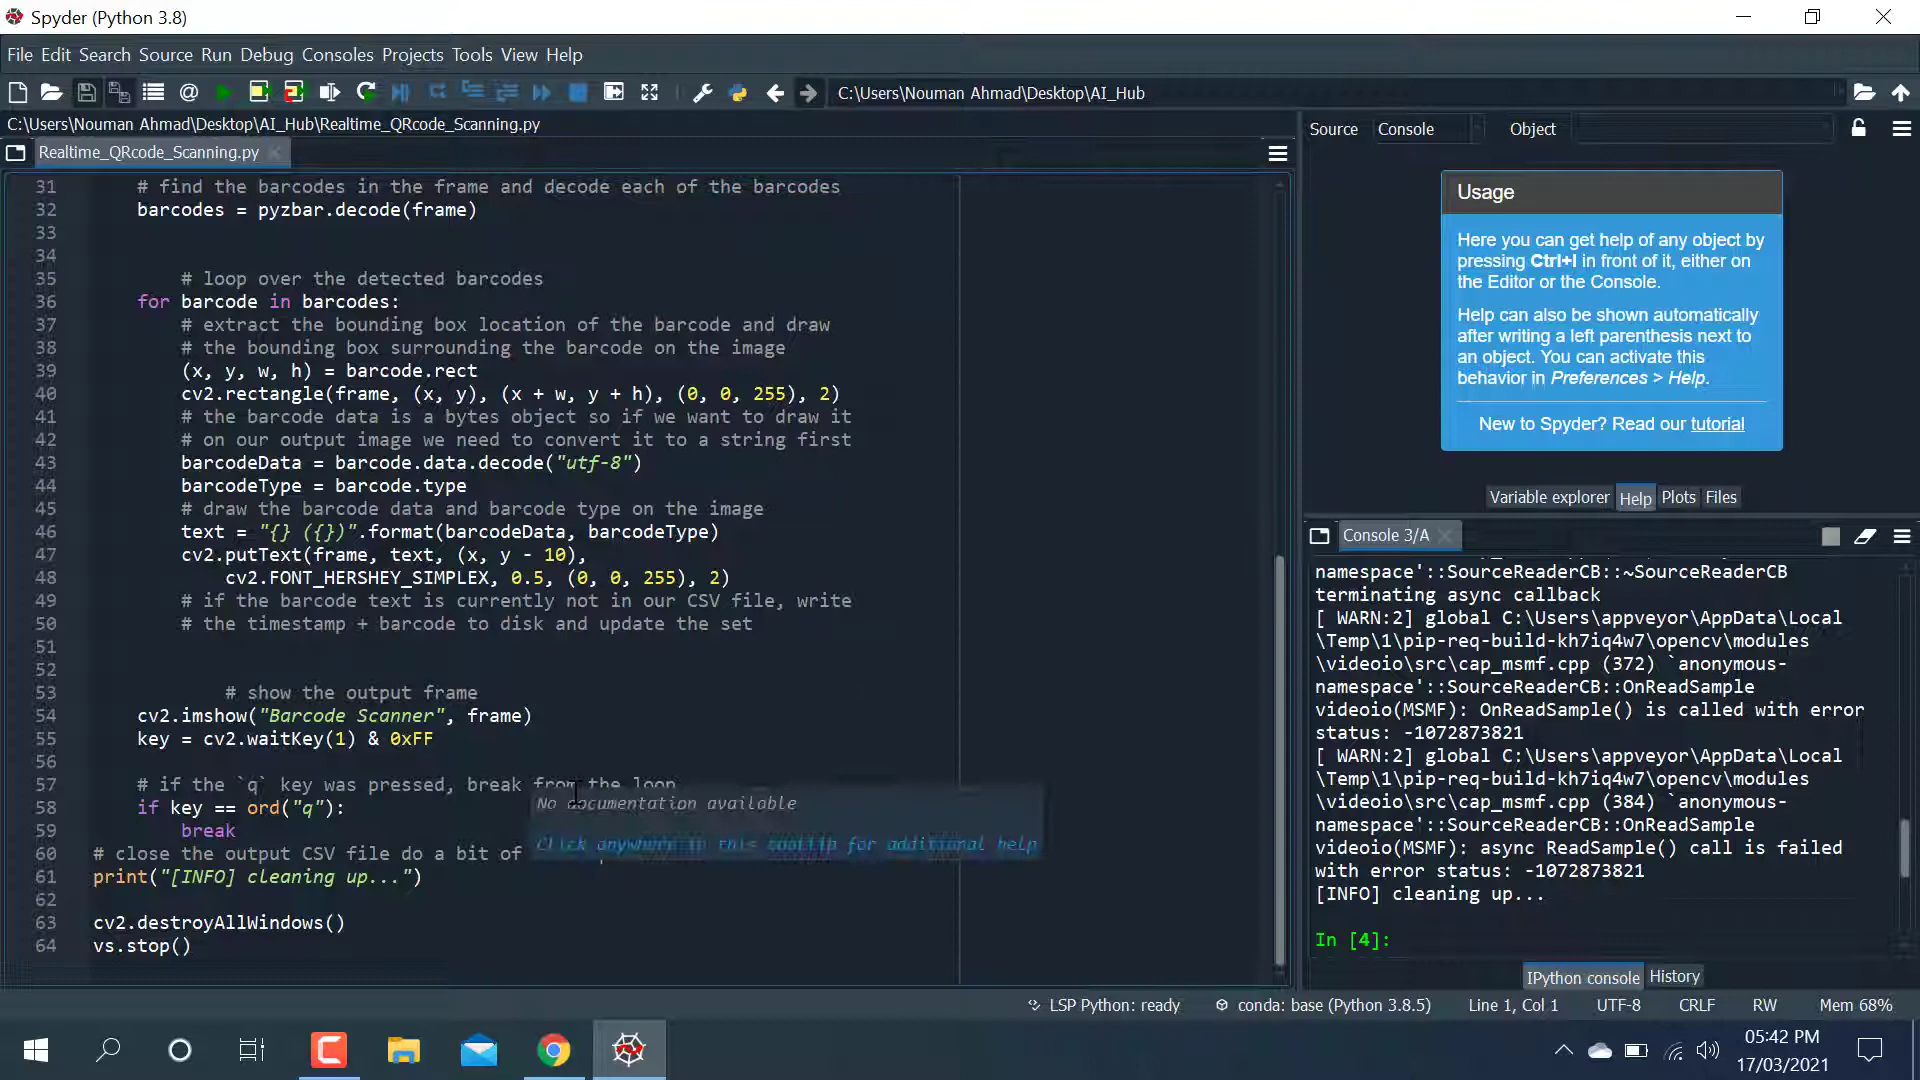 Spyder (Python 3.8)
File Edit Search Source Run Debug Consoles Projects Tools View Help
C:\Users\Nouman Ahmad\Desktop\AI_Hub
C:\Users\Nouman Ahmad\Desktop\AI_Hub\Realtime_QRcode_Scanning.py
Realtime_QRcode_Scanning.py
31 # find the barcodes in the frame and decode each of the barcodes
32 barcodes = pyzbar.decode(frame)
33
34
35 # loop over the detected barcodes
36 for barcode in barcodes:
37 # extract the bounding box location of the barcode and draw
38 # the bounding box surrounding the barcode on the image
39 (x, y, w, h) = barcode.rect
40 cv2.rectangle(frame, (x, y), (x + w, y + h), (0, 0, 255), 2)
41 # the barcode data is a bytes object so if we want to draw it
42 # on our output image we need to convert it to a string first
43 barcodeData = barcode.data.decode("utf-8")
44 barcodeType = barcode.type
45 # draw the barcode data and barcode type on the image
46 text = "{} ({})".format(barcodeData, barcodeType)
47 cv2.putText(frame, text, (x, y - 10),
48 cv2.FONT_HERSHEY_SIMPLEX, 0.5, (0, 0, 255), 2)
49 # if the barcode text is currently not in our CSV file, write
50 # the timestamp + barcode to disk and update the set
51
52
53 # show the output frame
54 cv2.imshow("Barcode Scanner", frame)
55 key = cv2.waitKey(1) & 0xFF
56
57 # if the `q` key was pressed, break from the loop
58 if key == ord("q"):
59 break
60 # close the output CSV file do a bit of
61 print("[INFO] cleaning up...")
62
63 cv2.destroyAllWindows()
64 vs.stop()
No documentation available
Click anywhere in this tooltip for additional help
Source Console Object
Usage
Here you can get help of any object by
pressing Ctrl+I in front of it, either on
the Editor or the Console.
Help can also be shown automatically
after writing a left parenthesis next to
an object. You can activate this
behavior in Preferences > Help.
New to Spyder? Read our tutorial
Variable explorer Help Plots Files
Console 3/A
namespace'::SourceReaderCB::~SourceReaderCB
terminating async callback
[ WARN:2] global C:\Users\appveyor\AppData\Local
\Temp\1\pip-req-build-kh7iq4w7\opencv\modules
\videoio\src\cap_msmf.cpp (372) `anonymous-
namespace'::SourceReaderCB::OnReadSample
videoio(MSMF): OnReadSample() is called with error
status: -1072873821
[ WARN:2] global C:\Users\appveyor\AppData\Local
\Temp\1\pip-req-build-kh7iq4w7\opencv\modules
\videoio\src\cap_msmf.cpp (384) `anonymous-
namespace'::SourceReaderCB::OnReadSample
videoio(MSMF): async ReadSample() call is failed
with error status: -1072873821
[INFO] cleaning up...
In [4]:
IPython console History
LSP Python: ready conda: base (Python 3.8.5) Line 1, Col 1 UTF-8 CRLF RW Mem 68%
05:42 PM
17/03/2021